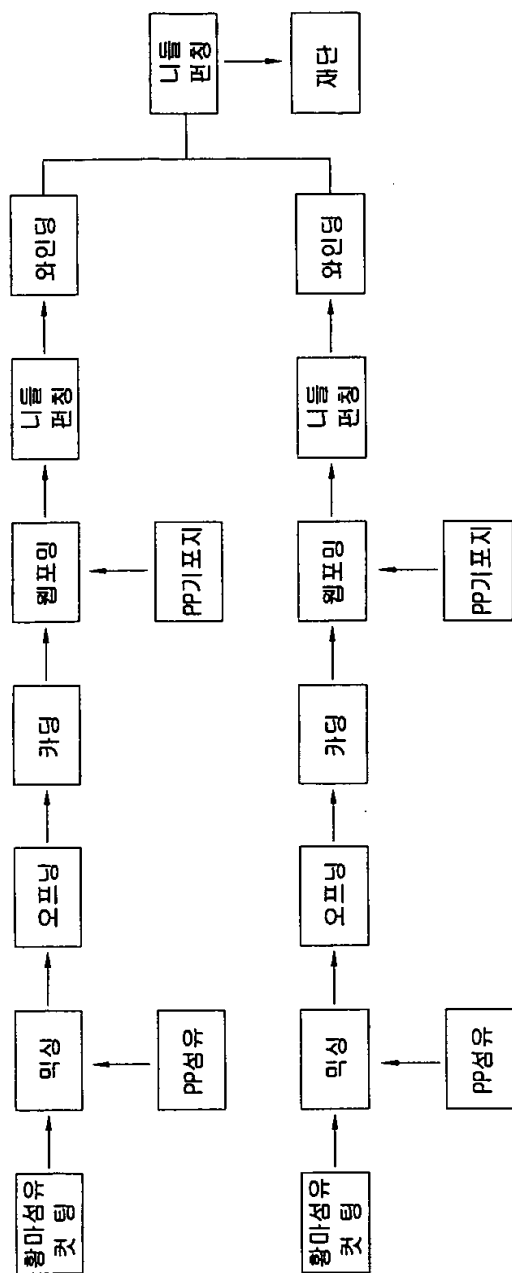 황마섬유
컷 팅
믹싱
PP섬유
오프닝
카딩
웹포밍
PP기포지
니들
펀칭
와인딩
황마섬유
컷 팅
믹싱
PP섬유
오프닝
카딩
웹포밍
PP기포지
니들
펀칭
와인딩
니들
펀칭
재단